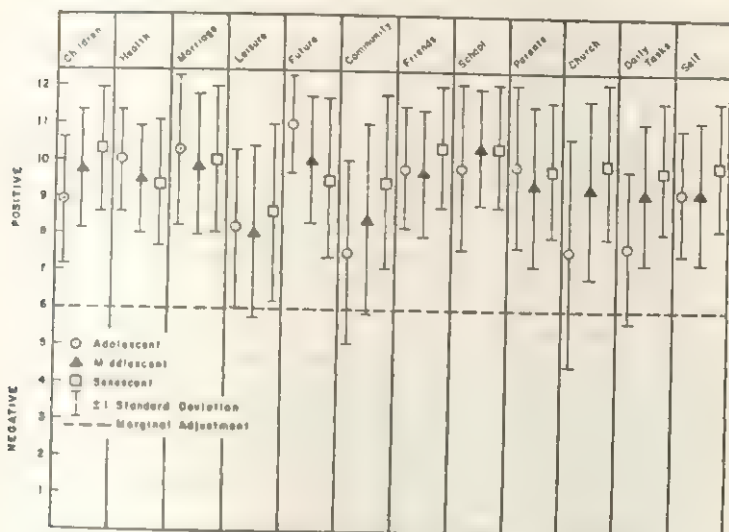 Children Health Marriage Leisure Future Community Friends School Parents Church Daily Tasks Self
12
11
10
9
8
7
6
5
4
3
2
1
POSITIVE
NEGATIVE
Adolescent
Middlescent
Senescent
±1 Standard Deviation
Marginal Adjustment